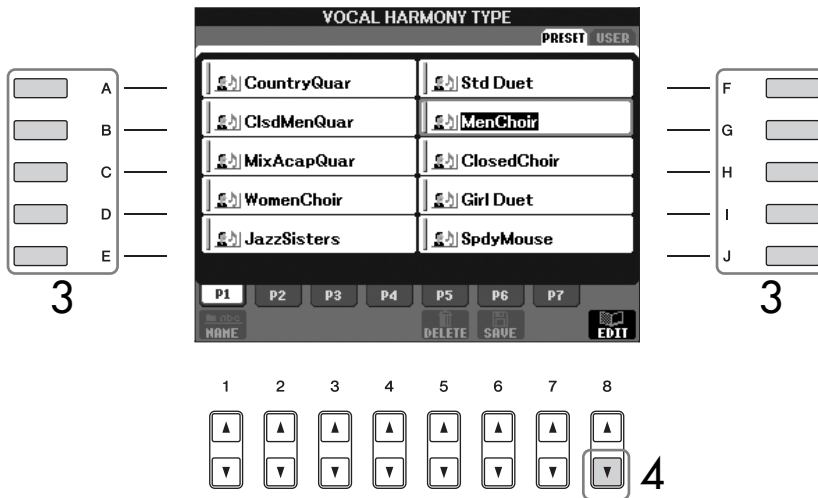 VOCAL HARMONY TYPE
PRESET USER
A CountryQuar Std Duet F
B ClsdMenQuar MenChoir G
C MixAcapQuar ClosedChoir H
D WomenChoir Girl Duet I
E JazzSisters SpdyMouse J
3 3
P1 P2 P3 P4 P5 P6 P7
NAME DELETE SAVE EDIT
1 2 3 4 5 6 7 8
4